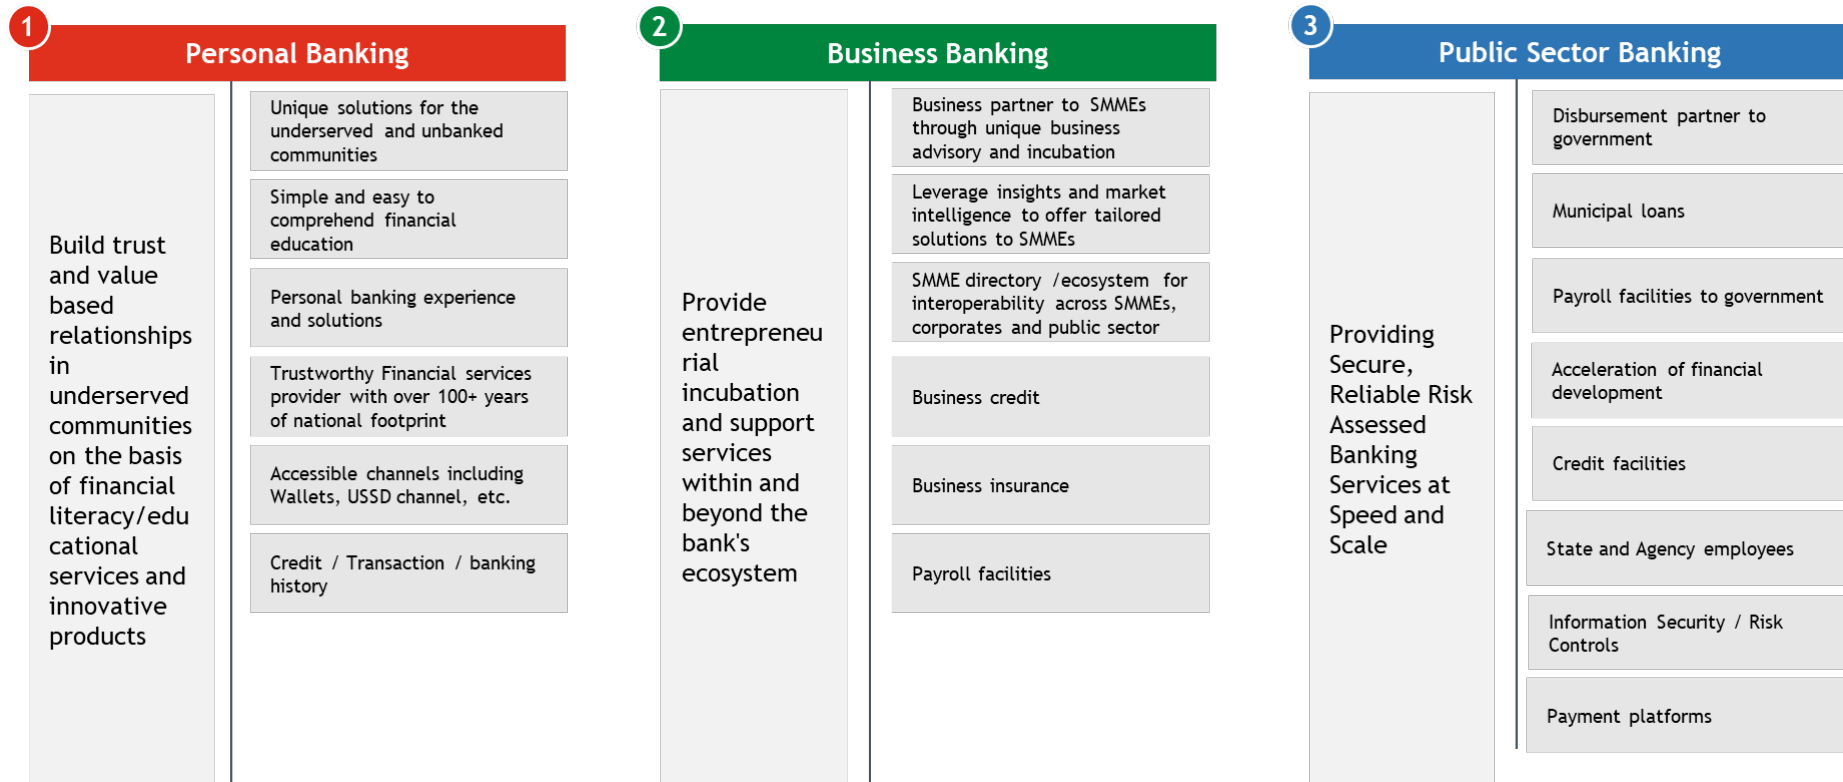 1
Personal Banking
Build trust
and value
based
relationships
in
underserved
communities
on the basis
of financial
literacy/edu
cational
services and
innovative
products
Unique solutions for the
underserved and unbanked
communities
Simple and easy to
comprehend financial
education
Personal banking experience
and solutions
Trustworthy Financial services
provider with over 100+ years
of national footprint
Accessible channels including
Wallets, USSD channel, etc.
Credit / Transaction / banking
history
2
Business Banking
Provide
entrepreneu
rial
incubation
and support
services
within and
beyond the
bank's
ecosystem
Business partner to SMMEs
through unique business
advisory and incubation
Leverage insights and market
intelligence to offer tailored
solutions to SMMEs
SMME directory /ecosystem for
interoperability across SMMEs,
corporates and public sector
Business credit
Business insurance
Payroll facilities
3
Public Sector Banking
Providing
Secure,
Reliable Risk
Assessed
Banking
Services at
Speed and
Scale
Disbursement partner to
government
Municipal loans
Payroll facilities to government
Acceleration of financial
development
Credit facilities
State and Agency employees
Information Security / Risk
Controls
Payment platforms